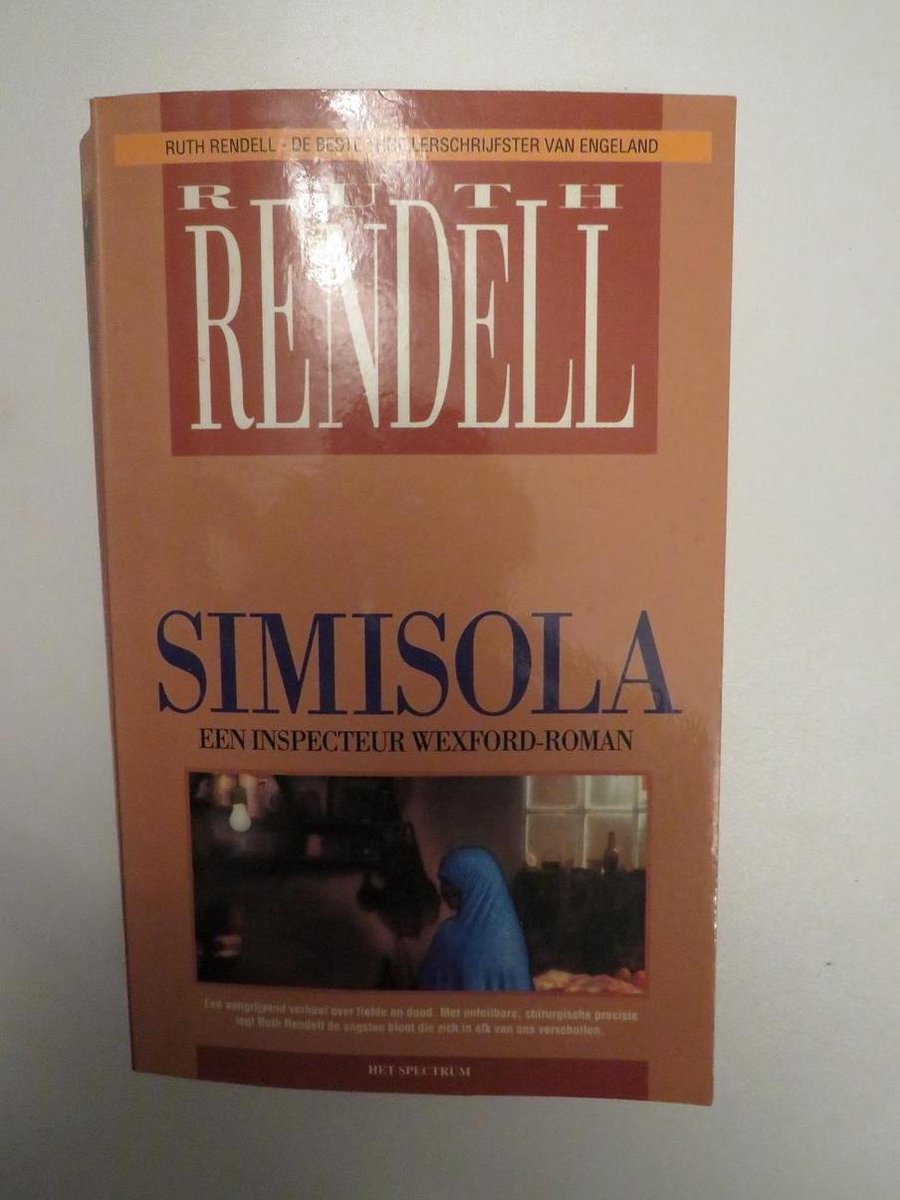 RUTH RENDELL - DE BESTE THRILLERSCHRIJFSTER VAN ENGELAND
RUTH
RENDELL
SIMISOLA
EEN INSPECTEUR WEXFORD-ROMAN
Een aangrijpend verhaal over liefde en dood. Met onfeilbare, chirurgische precisie
legt Ruth Rendell de angsten bloot die zich in elk van ons verschuilen.
HET SPECTRUM